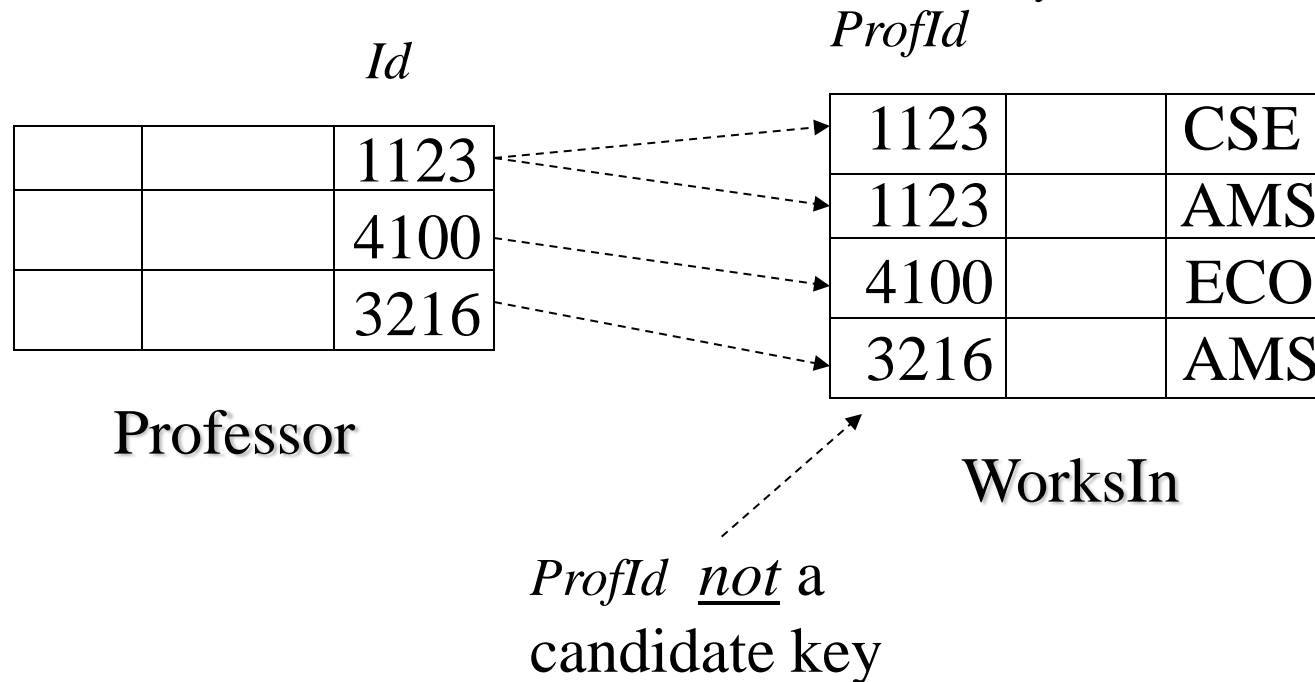 ProfId
Id
1123 CSE
1123 AMS
4100 ECO
3216 AMS
1123
4100
3216
Professor
WorksIn
ProfId not a
candidate key